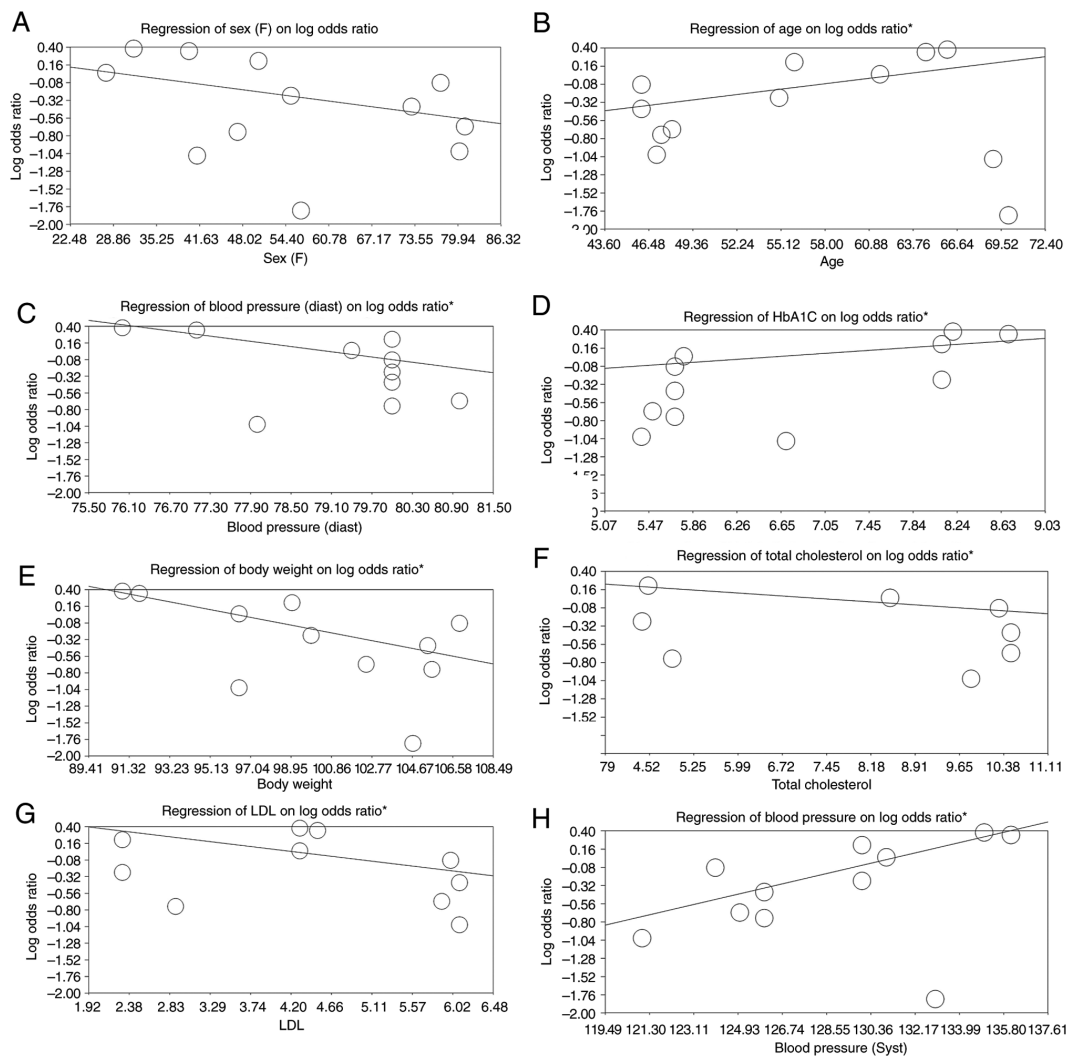 A
Regression of sex (F) on log odds ratio
Log odds ratio
0.40
0.16
–0.08
–0.32
–0.56
–0.80
–1.04
–1.28
–1.52
–1.76
–2.00
22.48 28.86 35.25 41.63 48.02 54.40 60.78 67.17 73.55 79.94 86.32
Sex (F)
B
Regression of age on log odds ratio*
Log odds ratio
0.40
0.16
–0.08
–0.32
–0.56
–0.80
–1.04
–1.28
–1.52
–1.76
43.60 46.48 49.36 52.24 55.12 58.00 60.88 63.76 66.64 69.52 72.40
Age
C
Regression of blood pressure (diast) on log odds ratio*
Log odds ratio
0.40
0.16
–0.08
–0.32
–0.56
–0.80
–1.04
–1.28
–1.52
–1.76
–2.00
75.50 76.10 76.70 77.30 77.90 78.50 79.10 79.70 80.30 80.90 81.50
Blood pressure (diast)
D
Regression of HbA1C on log odds ratio*
Log odds ratio
0.40
0.16
–0.08
–0.32
–0.56
–0.80
–1.04
–1.28
5.07 5.47 5.86 6.26 6.65 7.05 7.45 7.84 8.24 8.63 9.03
HbA1C
E
Regression of body weight on log odds ratio*
Log odds ratio
0.40
0.16
–0.08
–0.32
–0.56
–0.80
–1.04
–1.28
–1.52
–1.76
–2.00
89.41 91.32 93.23 95.13 97.04 98.95 100.86 102.77 104.67 106.58 108.49
Body weight
F
Regression of total cholesterol on log odds ratio*
Log odds ratio
0.40
0.16
–0.08
–0.32
–0.56
–0.80
–1.04
–1.28
–1.52
79 4.52 5.25 5.99 6.72 7.45 8.18 8.91 9.65 10.38 11.11
Total cholesterol
G
Regression of LDL on log odds ratio*
Log odds ratio
0.40
0.16
–0.08
–0.32
–0.56
–0.80
–1.04
–1.28
–1.52
–1.76
–2.00
1.92 2.38 2.83 3.29 3.74 4.20 4.66 5.11 5.57 6.02 6.48
LDL
H
Regression of blood pressure on log odds ratio*
Log odds ratio
0.40
0.16
–0.08
–0.32
–0.56
–0.80
–1.04
–1.28
–1.52
–1.76
–2.00
119.49 121.30 123.11 124.93 126.74 128.55 130.36 132.17 133.99 135.80 137.61
Blood pressure (Syst)